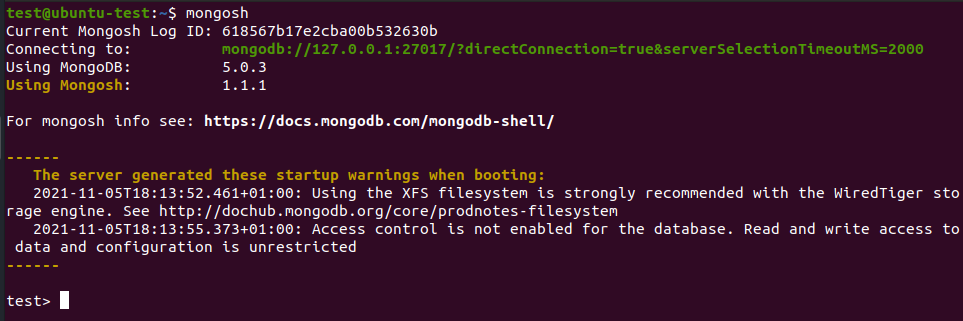 test@ubuntu-test:~$ mongosh
Current Mongosh Log ID: 618567b17e2cba00b532630b
Connecting to:          mongodb://127.0.0.1:27017/?directConnection=true&serverSelectionTimeoutMS=2000
Using MongoDB:          5.0.3
Using Mongosh:          1.1.1
For mongosh info see: https://docs.mongodb.com/mongodb-shell/
------
   The server generated these startup warnings when booting:
   2021-11-05T18:13:52.461+01:00: Using the XFS filesystem is strongly recommended with the WiredTiger sto
rage engine. See http://dochub.mongodb.org/core/prodnotes-filesystem
   2021-11-05T18:13:55.373+01:00: Access control is not enabled for the database. Read and write access to
 data and configuration is unrestricted
------
test>